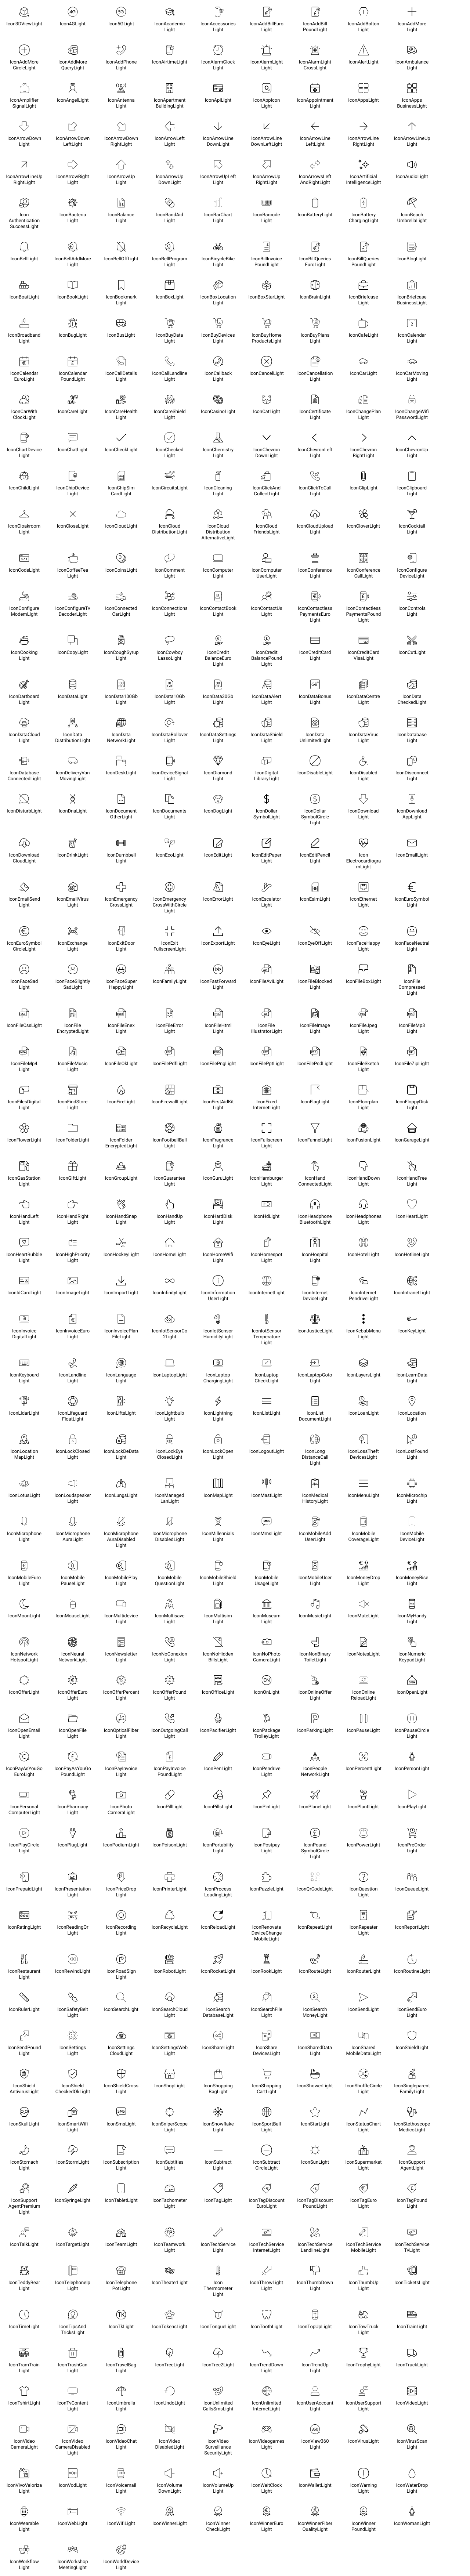 Icon3DViewLight Icon4GLight Icon5GLight IconAcademic Light IconAccessories Light IconAddBillEuro Light IconAddBill PoundLight IconAddBolton Light IconAddMore Light
IconAddMore CircleLight IconAddMore QueryLight IconAddPhone Light IconAirtimeLight IconAlarmClock Light IconAlarmLight Light IconAlarmLight CrossLight IconAlertLight IconAmbulance Light
IconAmplifier SignalLight IconAngelLight IconAntenna Light IconApartment BuildingLight IconApiLight IconAppIcon Light IconAppointment Light IconAppsLight IconApps BusinessLight
IconArrowDown Light IconArrowDown LeftLight IconArrowDown RightLight IconArrowLeft Light IconArrowLine DownLight IconArrowLine DownLeftLight IconArrowLine LeftLight IconArrowLine RightLight IconArrowLineUp Light
IconArrowLineUp RightLight IconArrowRight Light IconArrowUp Light IconArrowUp DownLight IconArrowUpLeft Light IconArrowUp RightLight IconArrowsLeft AndRightLight IconArtificial IntelligenceLight IconAudioLight
Icon Authentication SuccessLight IconBacteria Light IconBalance Light IconBandAid Light IconBarChart Light IconBarcode Light IconBatteryLight IconBattery ChargingLight IconBeach UmbrellaLight
IconBellLight IconBellAddMore Light IconBellOffLight IconBellProgram Light IconBicycleBike Light IconBillInvoice PoundLight IconBillQueries EuroLight IconBillQueries PoundLight IconBlogLight
IconBoatLight IconBookLight IconBookmark Light IconBoxLight IconBoxLocation Light IconBoxStarLight IconBrainLight IconBriefcase Light IconBriefcase BusinessLight
IconBroadband Light IconBugLight IconBusLight IconBuyData Light IconBuyDevices Light IconBuyHome ProductsLight IconBuyPlans Light IconCafeLight IconCalendar Light
IconCalendar EuroLight IconCalendar PoundLight IconCallDetails Light IconCallLandline Light IconCallback Light IconCancelLight IconCancellation Light IconCarLight IconCarMoving Light
IconCarWith ClockLight IconCareLight IconCareHealth Light IconCareShield Light IconCasinoLight IconCatLight IconCertificate Light IconChangePlan Light IconChangeWifi PasswordLight
IconChartDevice Light IconChatLight IconCheckLight IconChecked Light IconChemistry Light IconChevron DownLight IconChevronLeft Light IconChevron RightLight IconChevronUp Light
IconChildLight IconChipDevice Light IconChipSim CardLight IconCircuitsLight IconCleaning Light IconClickAnd CollectLight IconClickToCall Light IconClipLight IconClipboard Light
IconCloakroom Light IconCloseLight IconCloudLight IconCloud DistributionLight IconCloud Distribution AlternativeLight IconCloud FriendsLight IconCloudUpload Light IconCloverLight IconCocktail Light
IconCodeLight IconCoffeeTea Light IconCoinsLight IconComment Light IconComputer Light IconComputer UserLight IconConference Light IconConference CallLight IconConfigure DeviceLight
IconConfigure ModemLight IconConfigureTv DecoderLight IconConnected CarLight IconConnections Light IconContactBook Light IconContactUs Light IconContactless PaymentsEuro Light IconContactless PaymentsPound Light IconControls Light
IconCooking Light IconCopyLight IconCoughSyrup Light IconCowboy LassoLight IconCredit BalanceEuro Light IconCredit BalancePound Light IconCreditCard Light IconCreditCard VisaLight IconCutLight
IconDartboard Light IconDataLight IconData100Gb Light IconData10Gb Light IconData30Gb Light IconDataAlert Light IconDataBonus Light IconDataCentre Light IconData CheckedLight
IconDataCloud Light IconData DistributionLight IconData NetworkLight IconDataRollover Light IconDataSettings Light IconDataShield Light IconData UnlimitedLight IconDataVirus Light IconDatabase Light
IconDatabase ConnectedLight IconDeliveryVan MovingLight IconDeskLight IconDeviceSignal Light IconDiamond Light IconDigital LibraryLight IconDisableLight IconDisabled Light IconDisconnect Light
IconDisturbLight IconDnaLight IconDocument OtherLight IconDocuments Light IconDogLight IconDollar SymbolLight IconDollar SymbolCircle Light IconDownload Light IconDownload AppLight
IconDownload CloudLight IconDrinkLight IconDumbbell Light IconEcoLight IconEditLight IconEditPaper Light IconEditPencil Light Icon Electrocardiogra mLight IconEmailLight
IconEmailSend Light IconEmailVirus Light IconEmergency CrossLight IconEmergency CrossWithCircle Light IconErrorLight IconEscalator Light IconEsimLight IconEthernet Light IconEuroSymbol Light
IconEuroSymbol CircleLight IconExchange Light IconExitDoor Light IconExit FullscreenLight IconExportLight IconEyeLight IconEyeOffLight IconFaceHappy Light IconFaceNeutral Light
IconFaceSad Light IconFaceSlightly SadLight IconFaceSuper HappyLight IconFamilyLight IconFastForward Light IconFileAviLight IconFileBlocked Light IconFileBoxLight IconFile Compressed Light
IconFileCssLight IconFile EncryptedLight IconFileEnex Light IconFileError Light IconFileHtml Light IconFile IllustratorLight IconFileImage Light IconFileJpeg Light IconFileMp3 Light
IconFileMp4 Light IconFileMusic Light IconFileOkLight IconFilePdfLight IconFilePngLight IconFilePptLight IconFilePsdLight IconFileSketch Light IconFileZipLight
IconFilesDigital Light IconFindStore Light IconFireLight IconFirewallLight IconFirstAidKit Light IconFixed InternetLight IconFlagLight IconFloorplan Light IconFloppyDisk Light
IconFlowerLight IconFolderLight IconFolder EncryptedLight IconFootballBall Light IconFragrance Light IconFullscreen Light IconFunnelLight IconFusionLight IconGarageLight
IconGasStation Light IconGiftLight IconGroupLight IconGuarantee Light IconGuruLight IconHamburger Light IconHand ConnectedLight IconHandDown Light IconHandFree Light
IconHandLeft Light IconHandRight Light IconHandSnap Light IconHandUp Light IconHardDisk Light IconHdLight IconHeadphone BluetoothLight IconHeadphones Light IconHeartLight
IconHeartBubble Light IconHighPriority Light IconHockeyLight IconHomeLight IconHomeWifi Light IconHomespot Light IconHospital Light IconHotelLight IconHotlineLight
IconIdCardLight IconImageLight IconImportLight IconInfinityLight IconInformation UserLight IconInternetLight IconInternet DeviceLight IconInternet PendriveLight IconIntranetLight
IconInvoice DigitalLight IconInvoiceEuro Light IconInvoicePlan FileLight IconIotSensorCo 2Light IconIotSensor HumidityLight IconIotSensor Temperature Light IconJusticeLight IconKebabMenu Light IconKeyLight
IconKeyboard Light IconLandline Light IconLanguage Light IconLaptopLight IconLaptop ChargingLight IconLaptop CheckLight IconLaptopGoto Light IconLayersLight IconLearnData Light
IconLidarLight IconLifeguard FloatLight IconLiftsLight IconLightbulb Light IconLightning Light IconListLight IconList DocumentLight IconLoanLight IconLocation Light
IconLocation MapLight IconLockClosed Light IconLockDeData Light IconLockEye ClosedLight IconLockOpen Light IconLogoutLight IconLong DistanceCall Light IconLossTheft DevicesLight IconLostFound Light
IconLotusLight IconLoudspeaker Light IconLungsLight IconManaged LanLight IconMapLight IconMastLight IconMedical HistoryLight IconMenuLight IconMicrochip Light
IconMicrophone Light IconMicrophone AuraLight IconMicrophone AuraDisabled Light IconMicrophone DisabledLight IconMillennials Light IconMmsLight IconMobileAdd UserLight IconMobile CoverageLight IconMobile DeviceLight
IconMobileEuro Light IconMobile PauseLight IconMobilePlay Light IconMobile QuestionLight IconMobileShield Light IconMobile UsageLight IconMobileUser Light IconMoneyDrop Light IconMoneyRise Light
IconMoonLight IconMouseLight IconMultidevice Light IconMultisave Light IconMultisim Light IconMuseum Light IconMusicLight IconMuteLight IconMyHandy Light
IconNetwork HotspotLight IconNeural NetworkLight IconNewsletter Light IconNoConexion Light IconNoHidden BillsLight IconNoPhoto CameraLight IconNonBinary ToiletLight IconNotesLight IconNumeric KeypadLight
IconOfferLight IconOfferEuro Light IconOfferPercent Light IconOfferPound Light IconOfficeLight IconOnLight IconOnlineOffer Light IconOnline ReloadLight IconOpenLight
IconOpenEmail Light IconOpenFile Light IconOpticalFiber Light IconOutgoingCall Light IconPacifierLight IconPackage TrolleyLight IconParkingLight IconPauseLight IconPauseCircle Light
IconPayAsYouGo EuroLight IconPayAsYouGo PoundLight IconPayInvoice Light IconPayInvoice PoundLight IconPenLight IconPendrive Light IconPeople NetworkLight IconPercentLight IconPersonLight
IconPersonal ComputerLight IconPharmacy Light IconPhoto CameraLight IconPillLight IconPillsLight IconPinLight IconPlaneLight IconPlantLight IconPlayLight
IconPlayCircle Light IconPlugLight IconPodiumLight IconPoisonLight IconPortability Light IconPostpay Light IconPound SymbolCircle Light IconPowerLight IconPreOrder Light
IconPrepaidLight IconPresentation Light IconPriceDrop Light IconPrinterLight IconProcess LoadingLight IconPuzzleLight IconQrCodeLight IconQuestion Light IconQueueLight
IconRatingLight IconReadingQr Light IconRecording Light IconRecycleLight IconReloadLight IconRenovate DeviceChange MobileLight IconRepeatLight IconRepeater Light IconReportLight
IconRestaurant Light IconRewindLight IconRoadSign Light IconRobotLight IconRocketLight IconRookLight IconRouteLight IconRouterLight IconRoutineLight
IconRulerLight IconSafetyBelt Light IconSearchLight IconSearchCloud Light IconSearch DatabaseLight IconSearchFile Light IconSearch MoneyLight IconSendLight IconSendEuro Light
IconSendPound Light IconSettings Light IconSettings CloudLight IconSettingsWeb Light IconShareLight IconShare DevicesLight IconSharedData Light IconShared MobileDataLight IconShieldLight
IconShield AntivirusLight IconShield CheckedOkLight IconShieldCross Light IconShopLight IconShopping BagLight IconShopping CartLight IconShowerLight IconShuffleCircle Light IconSingleparent FamilyLight
IconSkullLight IconSmartWifi Light IconSmsLight IconSniperScope Light IconSnowflake Light IconSportBall Light IconStarLight IconStatusChart Light IconStethoscope MedicoLight
IconStomach Light IconStormLight IconSubscription Light IconSubtitles Light IconSubtract Light IconSubtract CircleLight IconSunLight IconSupermarket Light IconSupport AgentLight
IconSupport AgentPremium Light IconSyringeLight IconTabletLight IconTachometer Light IconTagLight IconTagDiscount EuroLight IconTagDiscount PoundLight IconTagEuro Light IconTagPound Light
IconTalkLight IconTargetLight IconTeamLight IconTeamwork Light IconTechService Light IconTechService InternetLight IconTechService LandlineLight IconTechService MobileLight IconTechService TvLight
IconTeddyBear Light IconTelephoneIp Light IconTelephone PotLight IconTheaterLight Icon Thermometer Light IconThrowLight IconThumbDown Light IconThumbUp Light IconTicketsLight
IconTimeLight IconTipsAnd TricksLight IconTkLight IconTokensLight IconTongueLight IconToothLight IconTopUpLight IconTowTruck Light IconTrainLight
IconTramTrain Light IconTrashCan Light IconTravelBag Light IconTreeLight IconTree2Light IconTrendDown Light IconTrendUp Light IconTrophyLight IconTruckLight
IconTshirtLight IconTvContent Light IconUmbrella Light IconUndoLight IconUnlimited CallsSmsLight IconUnlimited InternetLight IconUserAccount Light IconUserSupport Light IconVideoLight
IconVideo CameraLight IconVideo CameraDisabled Light IconVideoChat Light IconVideo DisabledLight IconVideo Surveillance SecurityLight IconVideogames Light IconView360 Light IconVirusLight IconVirusScan Light
IconVivoValoriza Light IconVodLight IconVoicemail Light IconVolume DownLight IconVolumeUp Light IconWaitClock Light IconWalletLight IconWarning Light IconWaterDrop Light
IconWearable Light IconWebLight IconWifiLight IconWinnerLight IconWinner CheckLight IconWinnerEuro Light IconWinnerFiber QualityLight IconWinner PoundLight IconWomanLight
IconWorkflow Light IconWorkshop MeetingLight IconWorldDevice Light